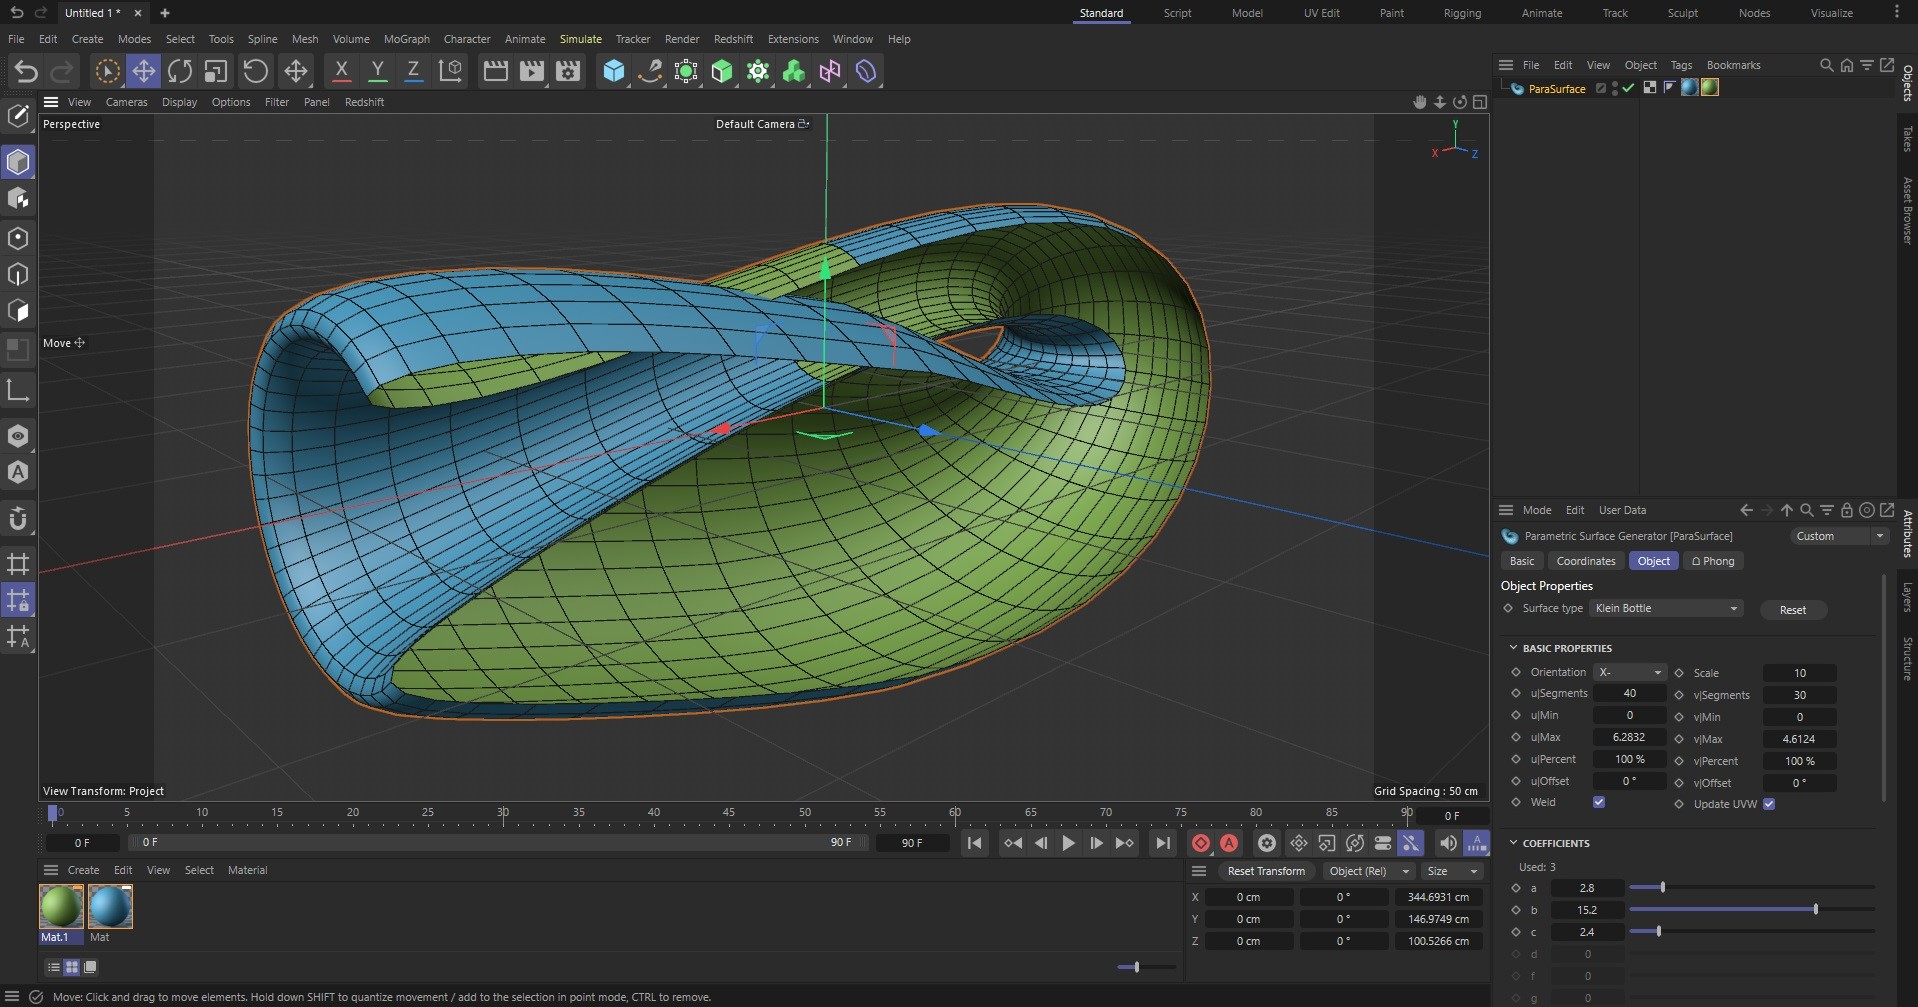 Untitled 1 * × +
Standard Script Model UV Edit Paint Rigging Animate Track Sculpt Nodes Visualize
File Edit Create Modes Select Tools Spline Mesh Volume MoGraph Character Animate Simulate Tracker Render Redshift Extensions Window Help
X Y Z
File Edit View Object Tags Bookmarks
ParaSurface
View Cameras Display Options Filter Panel Redshift
Perspective
Default Camera
Y
X Z
Move
View Transform: Project
Grid Spacing : 50 cm
Objects
Takes
Asset Browser
Attributes
Layers
Structure
Mode Edit User Data
Parametric Surface Generator [ParaSurface]
Custom
Basic Coordinates Object Phong
Object Properties
Surface type Klein Bottle Reset
BASIC PROPERTIES
Orientation X- Scale 10
u|Segments 40 v|Segments 30
u|Min 0 v|Min 0
u|Max 6.2832 v|Max 4.6124
u|Percent 100 % v|Percent 100 %
u|Offset 0 ° v|Offset 0 °
Weld Update UVW
COEFFICIENTS
Used: 3
a 2.8
b 15.2
c 2.4
d 0
f 0
g 0
0 5 10 15 20 25 30 35 40 45 50 55 60 65 70 75 80 85 90 0 F
0 F 0 F 90 F 90 F
A
A
Create Edit View Select Material
Mat.1 Mat
Reset Transform Object (Rel) Size
X 0 cm 0 ° 344.6931 cm
Y 0 cm 0 ° 146.9749 cm
Z 0 cm 0 ° 100.5266 cm
Move: Click and drag to move elements. Hold down SHIFT to quantize movement / add to the selection in point mode, CTRL to remove.